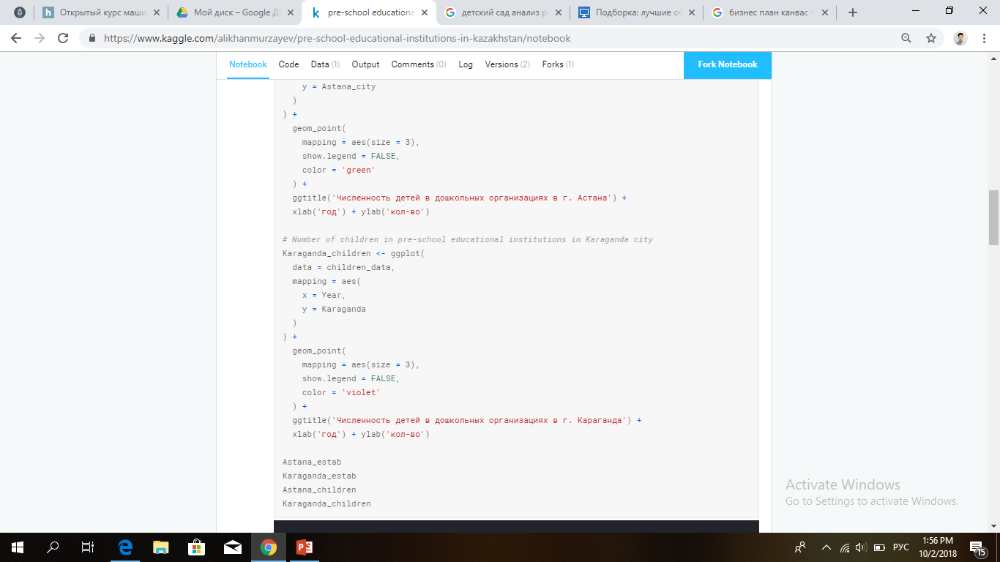 Открытый курс маши
Мой диск – Google Д
pre-school educationa
детский сад анализ р
Подборка: лучшие о
бизнес план канвас -
https://www.kaggle.com/alikhanmurzayev/pre-school-educational-institutions-in-kazakhstan/notebook
Notebook Code Data (1) Output Comments (0) Log Versions (2) Forks (1) Fork Notebook
y = Astana_city
)
) +
geom_point(
mapping = aes(size = 3),
show.legend = FALSE,
color = 'green'
) +
ggtitle('Численность детей в дошкольных организациях в г. Астана') +
xlab('год') + ylab('кол-во')
# Number of children in pre-school educational institutions in Karaganda city
Karaganda_children <- ggplot(
data = children_data,
mapping = aes(
x = Year,
y = Karaganda
)
) +
geom_point(
mapping = aes(size = 3),
show.legend = FALSE,
color = 'violet'
) +
ggtitle('Численность детей в дошкольных организациях в г. Караганда') +
xlab('год') + ylab('кол-во')
Astana_estab
Karaganda_estab
Astana_children
Karaganda_children
Activate Windows
Go to Settings to activate Windows.
РУС
1:56 PM
10/2/2018
15